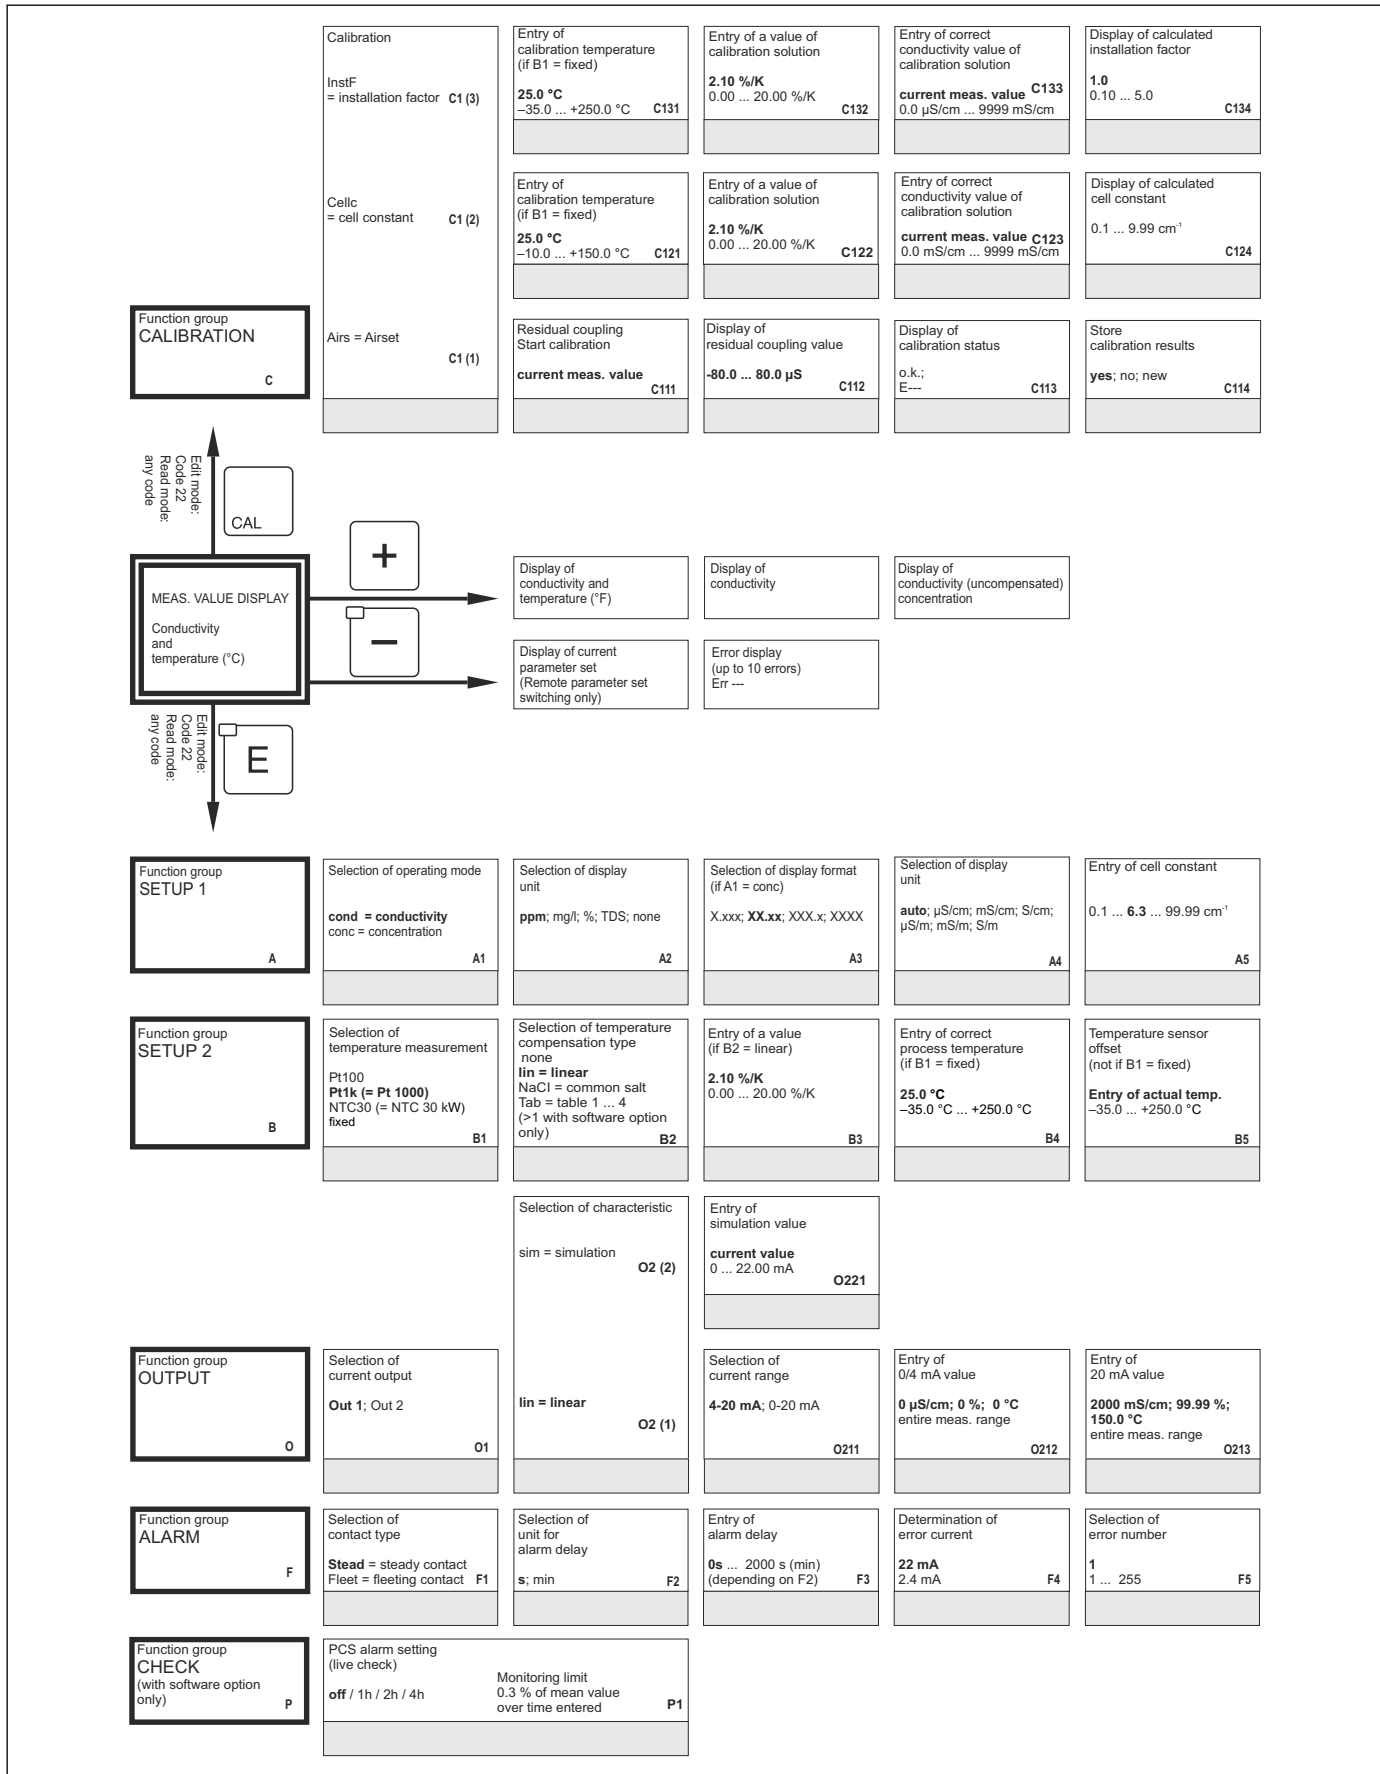 Calibration
InstF
= installation factor C1 (3)
Entry of
calibration temperature
(if B1 = fixed)
25.0 °C
–35.0 ... +250.0 °C C131
Entry of a value of
calibration solution
2.10 %/K
0.00 ... 20.00 %/K C132
Entry of correct
conductivity value of
calibration solution
current meas. value C133
0.0 µS/cm ... 9999 mS/cm
Display of calculated
installation factor
1.0
0.10 ... 5.0
C134
Cellc
= cell constant C1 (2)
Entry of
calibration temperature
(if B1 = fixed)
25.0 °C
–10.0 ... +150.0 °C C121
Entry of a value of
calibration solution
2.10 %/K
0.00 ... 20.00 %/K C122
Entry of correct
conductivity value of
calibration solution
current meas. value C123
0.0 mS/cm ... 9999 mS/cm
Display of calculated
cell constant
0.1 ... 9.99 cm⁻¹
C124
Function group
CALIBRATION
C
Airs = Airset
C1 (1)
Residual coupling
Start calibration
current meas. value
C111
Display of
residual coupling value
-80.0 ... 80.0 µS
C112
Display of
calibration status
o.k.;
E---
C113
Store
calibration results
yes; no; new
C114
Edit mode:
Code 22
Read mode:
any code
CAL
MEAS. VALUE DISPLAY
Conductivity
and
temperature (°C)
+
–
Display of
conductivity and
temperature (°F)
Display of
conductivity
Display of
conductivity (uncompensated)
concentration
Display of current
parameter set
(Remote parameter set
switching only)
Error display
(up to 10 errors)
Err ---
Edit mode:
Code 22
Read mode:
any code
E
Function group
SETUP 1
A
Selection of operating mode
cond = conductivity
conc = concentration
A1
Selection of display
unit
ppm; mg/l; %; TDS; none
A2
Selection of display format
(if A1 = conc)
X.xxx; XX.xx; XXX.x; XXXX
A3
Selection of display
unit
auto; µS/cm; mS/cm; S/cm;
µS/m; mS/m; S/m
A4
Entry of cell constant
0.1 ... 6.3 ... 99.99 cm⁻¹
A5
Function group
SETUP 2
B
Selection of
temperature measurement
Pt100
Pt1k (= Pt 1000)
NTC30 (= NTC 30 kW)
fixed
B1
Selection of temperature
compensation type
none
lin = linear
NaCl = common salt
Tab = table 1 ... 4
(>1 with software option
only) B2
Entry of a value
(if B2 = linear)
2.10 %/K
0.00 ... 20.00 %/K
B3
Entry of correct
process temperature
(if B1 = fixed)
25.0 °C
–35.0 °C ... +250.0 °C
B4
Temperature sensor
offset
(not if B1 = fixed)
Entry of actual temp.
–35.0 ... +250.0 °C
B5
Selection of characteristic
sim = simulation
O2 (2)
Entry of
simulation value
current value
0 ... 22.00 mA
O221
Function group
OUTPUT
O
Selection of
current output
Out 1; Out 2
O1
lin = linear
O2 (1)
Selection of
current range
4-20 mA; 0-20 mA
O211
Entry of
0/4 mA value
0 µS/cm; 0 %; 0 °C
entire meas. range
O212
Entry of
20 mA value
2000 mS/cm; 99.99 %;
150.0 °C
entire meas. range
O213
Function group
ALARM
F
Selection of
contact type
Stead = steady contact
Fleet = fleeting contact F1
Selection of
unit for
alarm delay
s; min F2
Entry of
alarm delay
0s ... 2000 s (min)
(depending on F2) F3
Determination of
error current
22 mA
2.4 mA F4
Selection of
error number
1
1 ... 255 F5
Function group
CHECK
(with software option
only) P
PCS alarm setting
(live check)
off / 1h / 2h / 4h
Monitoring limit
0.3 % of mean value
over time entered P1